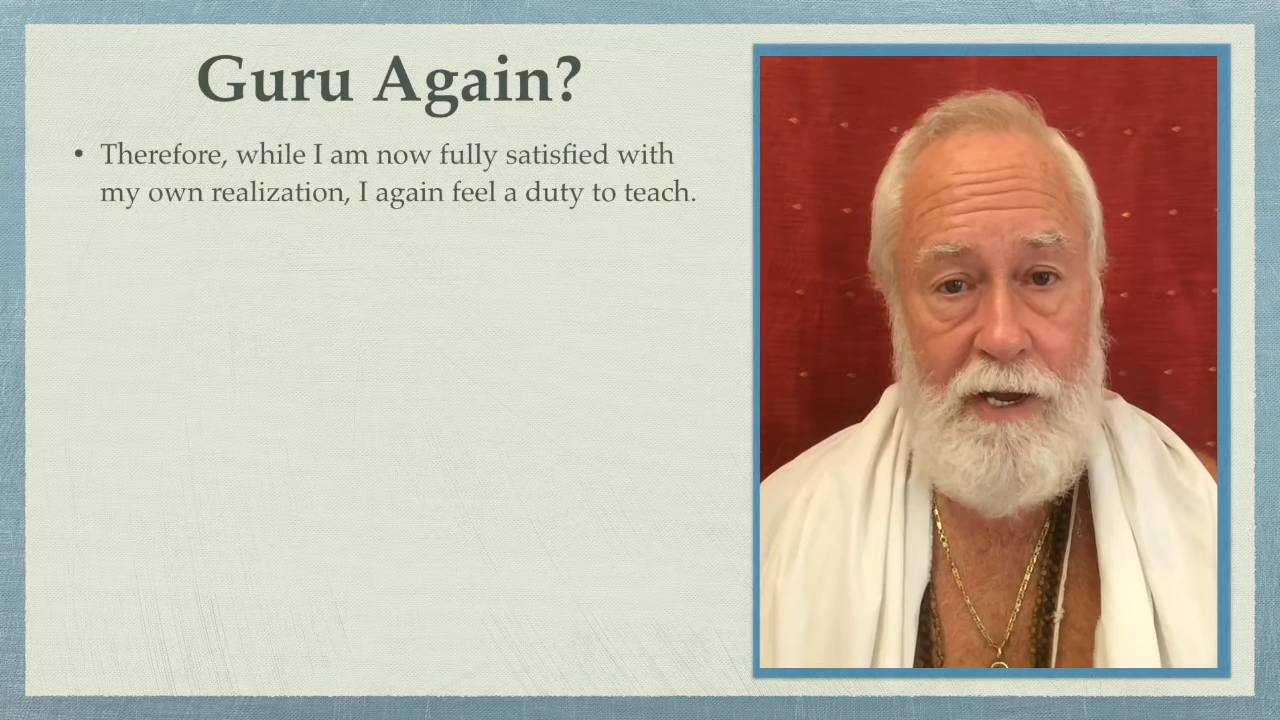 Guru Again?
• Therefore, while I am now fully satisfied with
my own realization, I again feel a duty to teach.